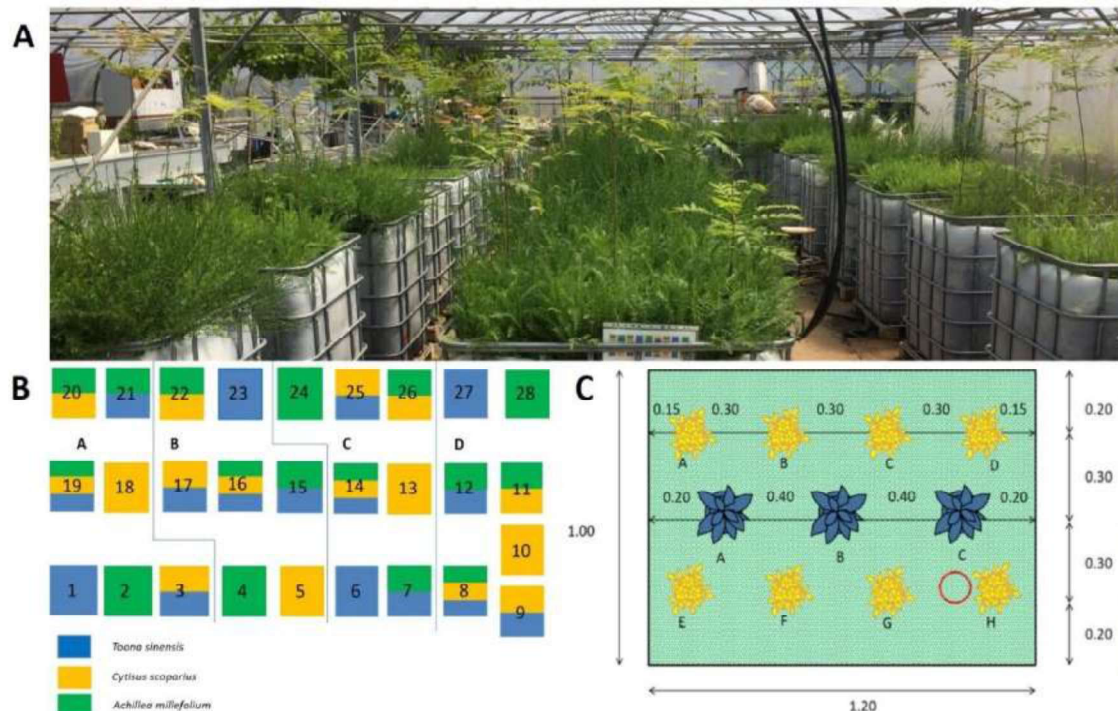 A
B
20 21 22 23 24 25 26 27 28
A B C D
19 18 17 16 15 14 13 12 11
10
1 2 3 4 5 6 7 8 9
Toona sinensis
Cytisus scoparius
Achillea millefolium
C
0.15 0.30 0.30 0.30 0.15
A B C D
0.20 0.40 0.40 0.20
A B C
E F G H
1.00
0.20
0.30
0.30
0.20
1.20